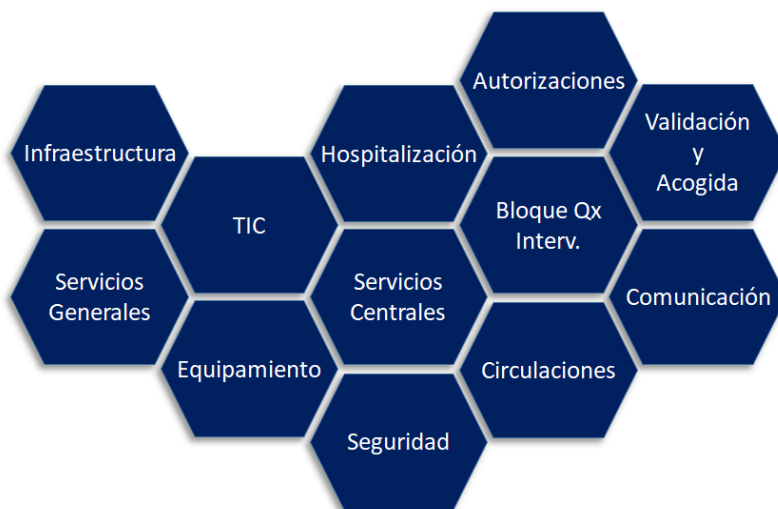 Autorizaciones
Infraestructura
Hospitalización
Validación
y
Acogida
TIC
Bloque Qx
Interv.
Servicios
Generales
Servicios
Centrales
Comunicación
Equipamiento
Circulaciones
Seguridad